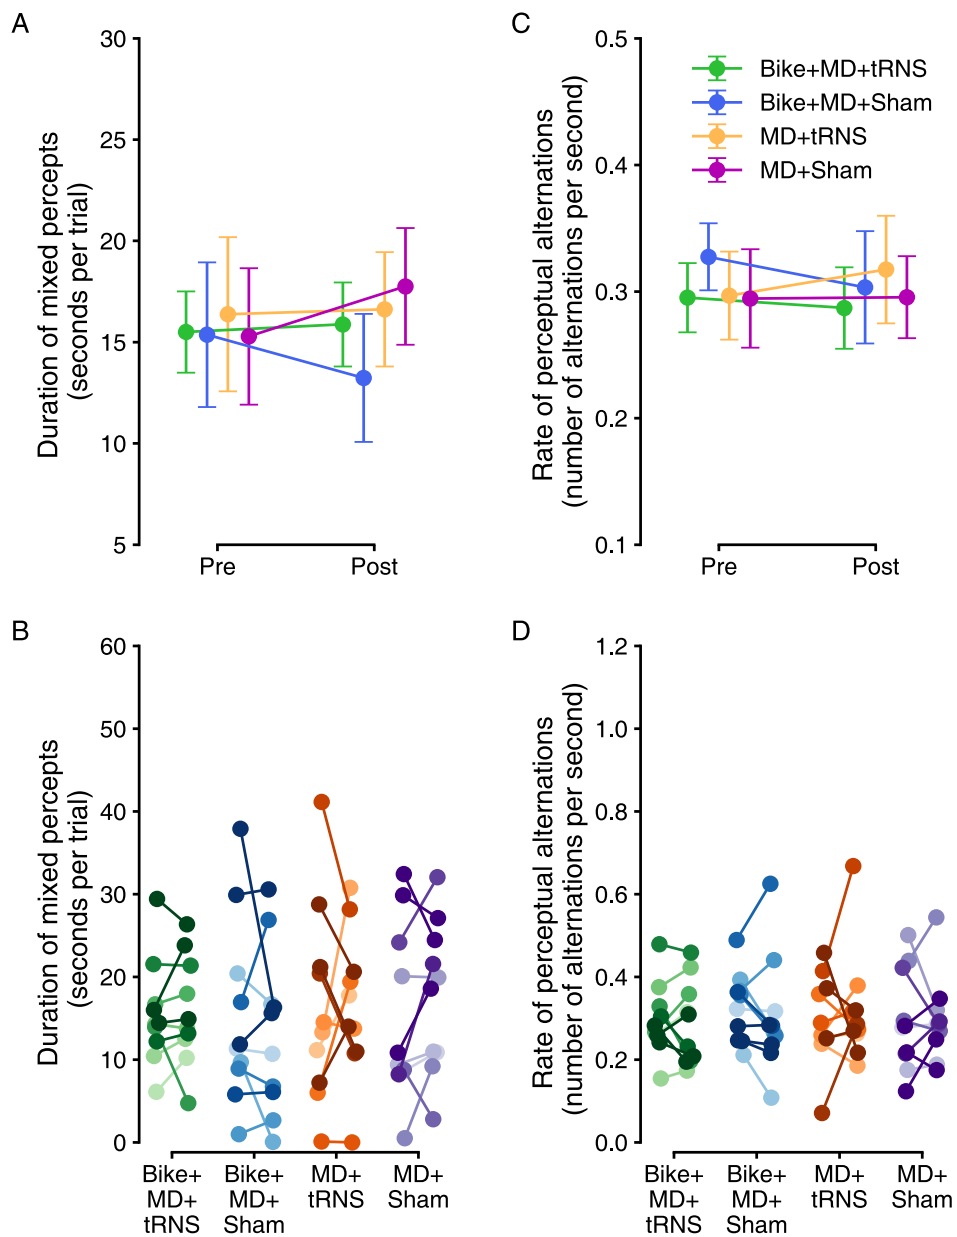 A
Duration of mixed percepts
(seconds per trial)
30
25
20
15
10
5
Pre
Post
C
Rate of perceptual alternations
(number of alternations per second)
0.5
0.4
0.3
0.2
0.1
Bike+MD+tRNS
Bike+MD+Sham
MD+tRNS
MD+Sham
Pre
Post
B
Duration of mixed percepts
(seconds per trial)
60
50
40
30
20
10
0
Bike+
MD+
tRNS
Bike+
MD+
Sham
MD+
tRNS
MD+
Sham
D
Rate of perceptual alternations
(number of alternations per second)
1.2
1.0
0.8
0.6
0.4
0.2
0.0
Bike+
MD+
tRNS
Bike+
MD+
Sham
MD+
tRNS
MD+
Sham